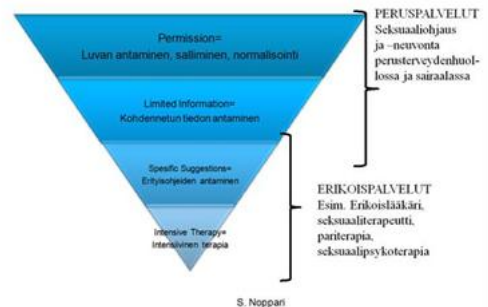 Permission=
Luvan antaminen, salliminen, normalisointi
Limited Information=
Kohdennetun tiedon antaminen
Spesific Suggestions=
Erityisohjeiden antaminen
Intensive Therapy=
Intensiivinen terapia
PERUSPALVELUT
Seksuaaliohjaus
ja –neuvonta
perusterveydenhuol-
lossa ja sairaalassa
ERIKOISPALVELUT
Esim. Erikoislääkäri,
seksuaaliterapeutti,
pariterapia,
seksuaalipsykoterapia
S. Noppari